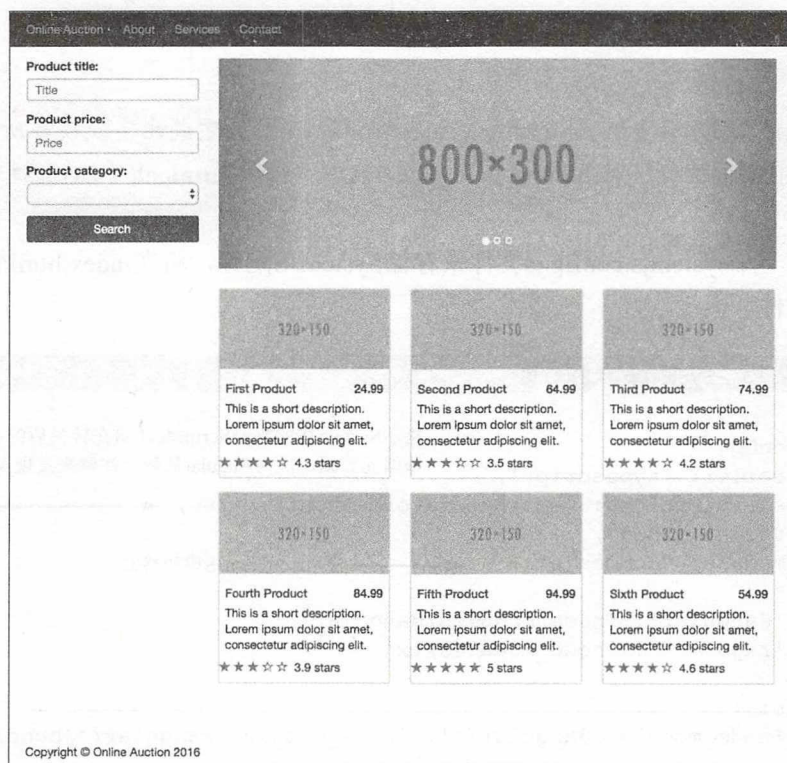 Online Auction About Services Contact
Product title:
Title
Product price:
Price
Product category:
Search
800×300
320×150 320×150 320×150
First Product 24.99
This is a short description.
Lorem ipsum dolor sit amet,
consectetur adipiscing elit.
★★★★☆ 4.3 stars
Second Product 64.99
This is a short description.
Lorem ipsum dolor sit amet,
consectetur adipiscing elit.
★★★☆☆ 3.5 stars
Third Product 74.99
This is a short description.
Lorem ipsum dolor sit amet,
consectetur adipiscing elit.
★★★★☆ 4.2 stars
320×150 320×150 320×150
Fourth Product 84.99
This is a short description.
Lorem ipsum dolor sit amet,
consectetur adipiscing elit.
★★★☆☆ 3.9 stars
Fifth Product 94.99
This is a short description.
Lorem ipsum dolor sit amet,
consectetur adipiscing elit.
★★★★★ 5 stars
Sixth Product 54.99
This is a short description.
Lorem ipsum dolor sit amet,
consectetur adipiscing elit.
★★★★☆ 4.6 stars
Copyright © Online Auction 2016